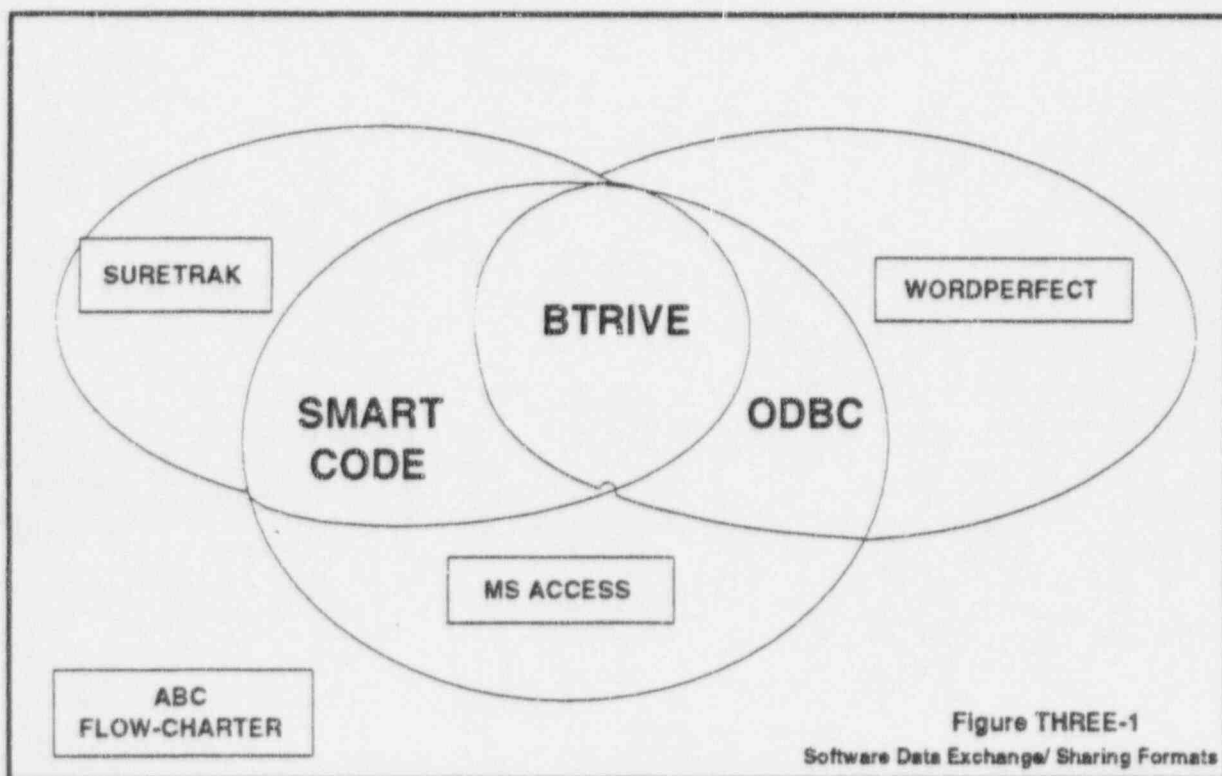 SURETRAK
WORDPERFECT
BTRIVE
SMART
CODE
ODBC
MS ACCESS
ABC
FLOW-CHARTER
Figure THREE-1
Software Data Exchange/ Sharing Formats